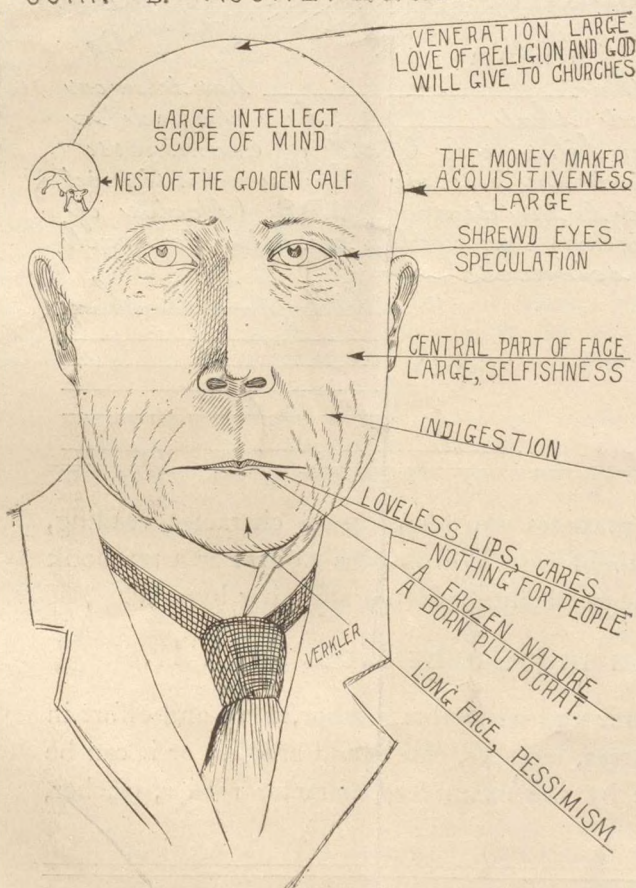 JOHN
VENERATION LARGE
LOVE OF RELIGION AND GOD
WILL GIVE TO CHURCHES
LARGE INTELLECT
SCOPE OF MIND
NEST OF THE GOLDEN CALF
THE MONEY MAKER
ACQUISITIVENESS
LARGE
SHREWD EYES
SPECULATION
CENTRAL PART OF FACE
LARGE, SELFISHNESS
INDIGESTION
LOVELESS LIPS, CARES
NOTHING FOR PEOPLE
A FROZEN NATURE
A BORN PLUTOCRAT.
VERKLER
LONG FACE, PESSIMISM